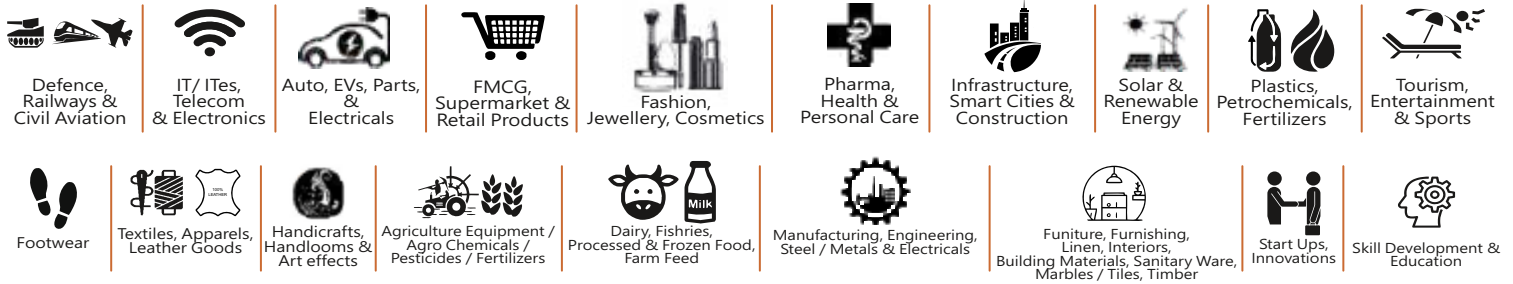 Defence,
Railways &
Civil Aviation
IT/ ITes,
Telecom
& Electronics
Auto, EVs, Parts,
&
Electricals
FMCG,
Supermarket &
Retail Products
Fashion,
Jewellery, Cosmetics
Pharma,
Health &
Personal Care
Infrastructure,
Smart Cities &
Construction
Solar &
Renewable
Energy
Plastics,
Petrochemicals,
Fertilizers
Tourism,
Entertainment
& Sports
Footwear
100%
LEATHER
Textiles, Apparels,
Leather Goods
Handicrafts,
Handlooms &
Art effects
Agriculture Equipment /
Agro Chemicals /
Pesticides / Fertilizers
Milk
Dairy, Fishries,
Processed & Frozen Food,
Farm Feed
Manufacturing, Engineering,
Steel / Metals & Electricals
Funiture, Furnishing,
Linen, Interiors,
Building Materials, Sanitary Ware,
Marbles / Tiles, Timber
Start Ups,
Innovations
Skill Development &
Education